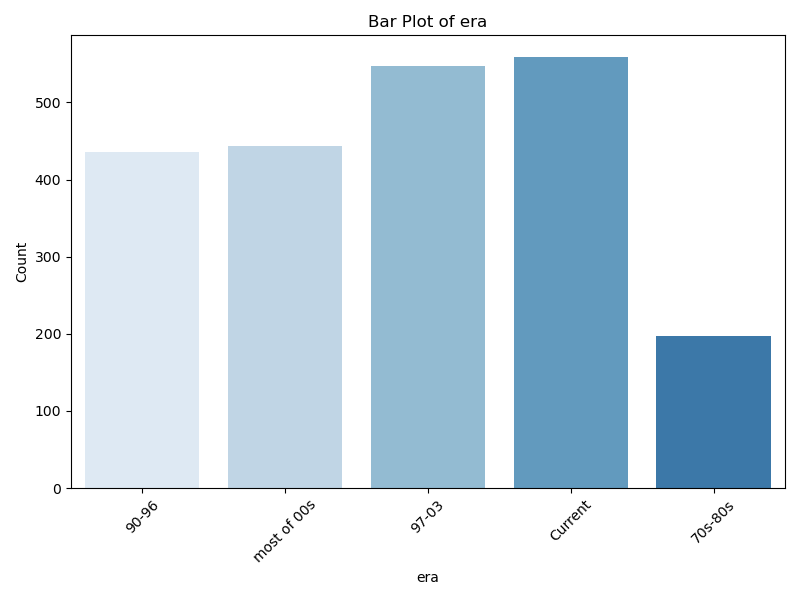 Bar Plot of era
Count
500
400
300
200
100
0
90-96
most of 00s
97-03
Current
70s-80s
era